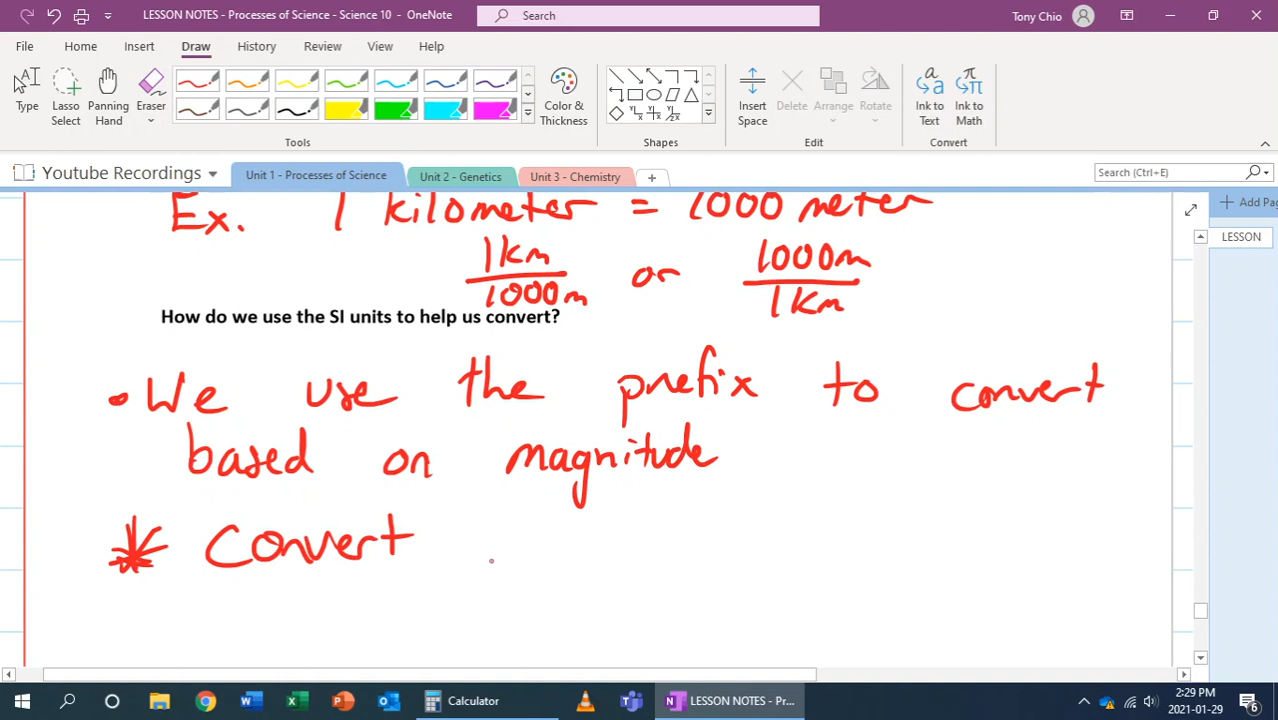 LESSON NOTES - Processes of Science - Science 10 - OneNote
Search
Tony Chio
File Home Insert Draw History Review View Help
Type
Lasso Select
Panning Hand
Eraser
Color & Thickness
Insert Space
Delete
Arrange
Rotate
Ink to Text
Ink to Math
Tools
Shapes
Edit
Convert
Youtube Recordings
Unit 1 - Processes of Science
Unit 2 - Genetics
Unit 3 - Chemistry
Search (Ctrl+E)
Add Pag
LESSON
Ex. 1 kilometer = 1000 meter
1km / 1000m or 1000m / 1km
How do we use the SI units to help us convert?
• We use the prefix to convert
based on magnitude
* Convert
Calculator
LESSON NOTES - Pr...
2:29 PM
2021-01-29
6